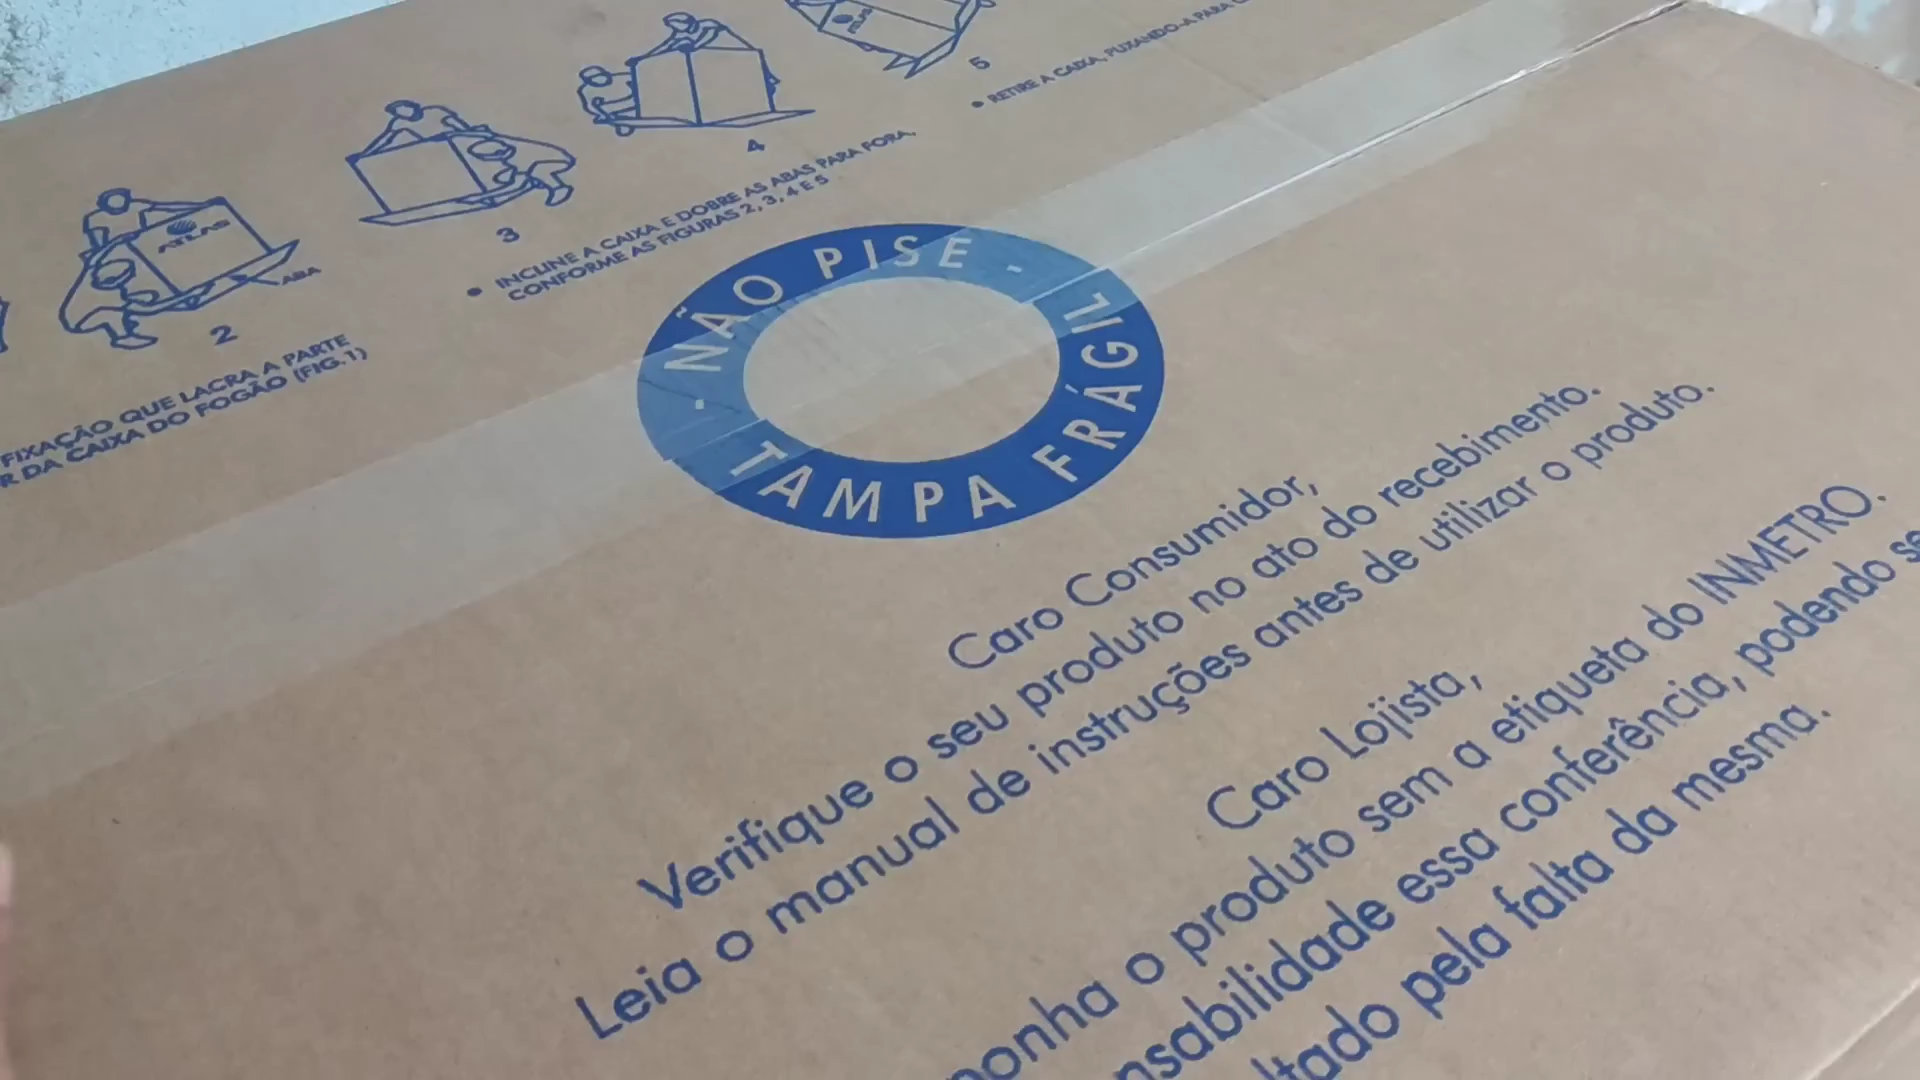 ATLAS
ABA
2
FIXAÇÃO QUE LACRA A PARTE
DA CAIXA DO FOGÃO (FIG.1)
3
4
• INCLINE A CAIXA E DOBRE AS ABAS PARA FORA,
CONFORME AS FIGURAS 2, 3, 4 E 5
5
• RETIRE A CAIXA, PUXANDO-A PARA
- NÃO PISE -
TAMPA FRÁGIL
Caro Consumidor,
Verifique o seu produto no ato do recebimento.
Leia o manual de instruções antes de utilizar o produto.
Caro Lojista,
o produto sem a etiqueta do INMETRO.
essa conferência, podendo
pela falta da mesma.